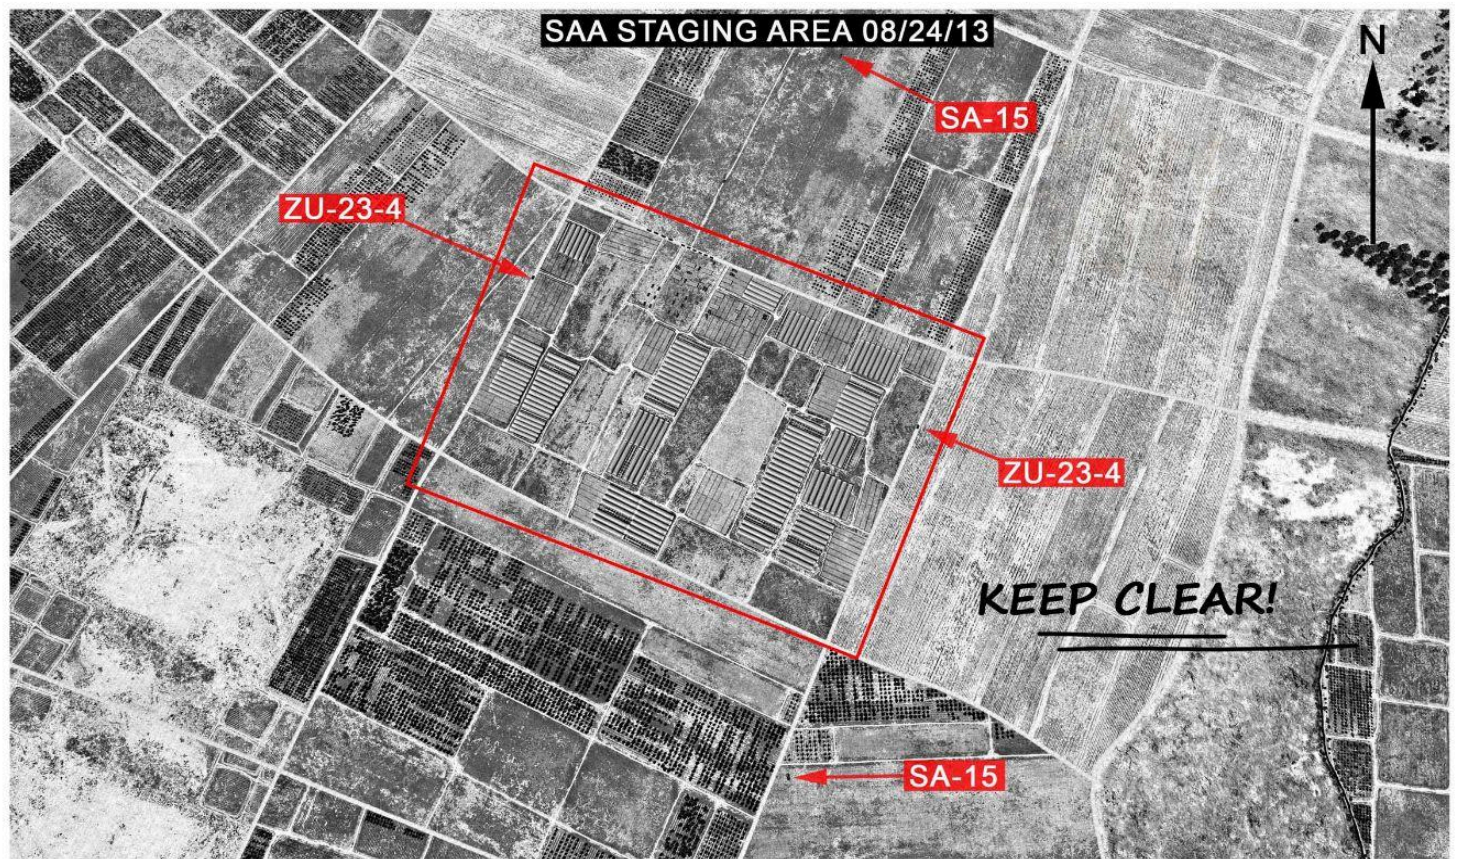 SAA STAGING AREA 08/24/13
N
SA-15
ZU-23-4
ZU-23-4
KEEP CLEAR!
SA-15